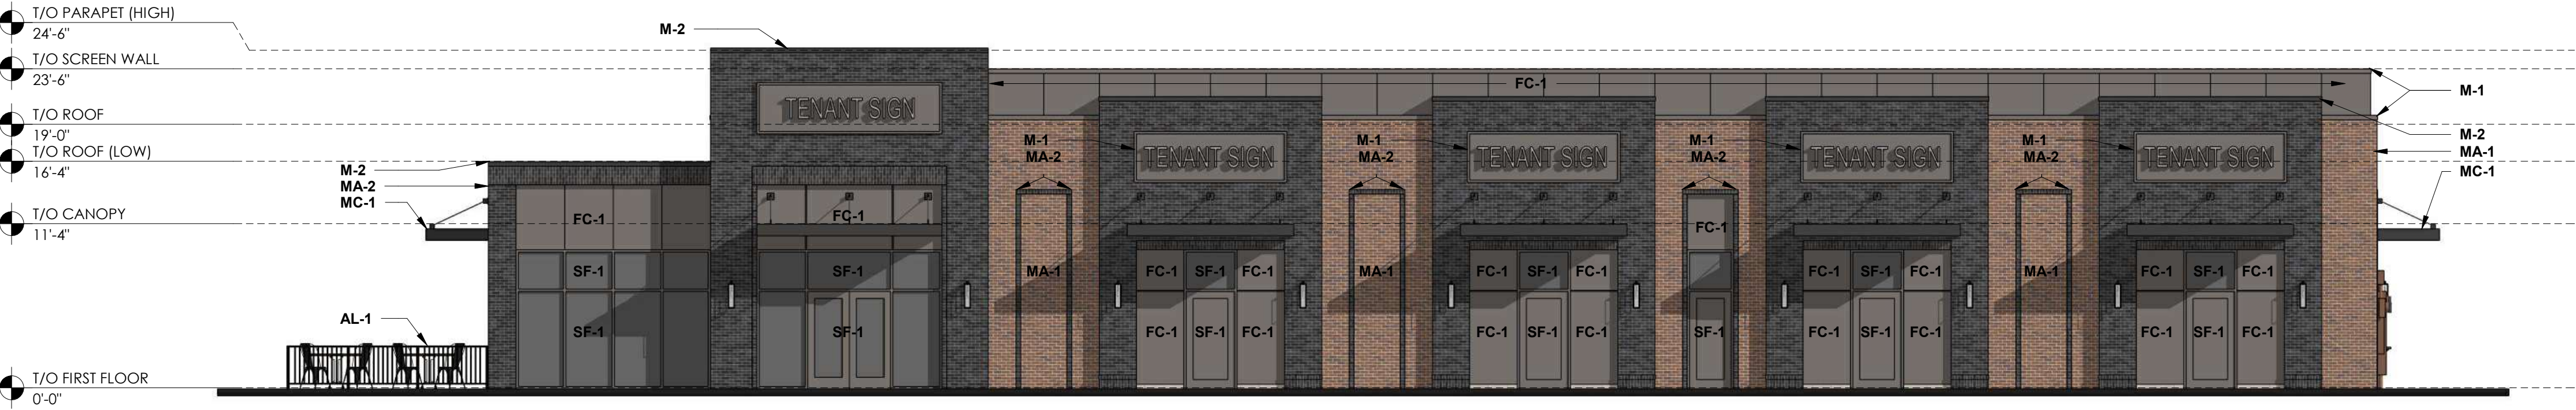 T/O PARAPET (HIGH)
24'-6"
T/O SCREEN WALL
23'-6"
T/O ROOF
19'-0"
T/O ROOF (LOW)
16'-4"
T/O CANOPY
11'-4"
T/O FIRST FLOOR
0'-0"
M-2
M-2
MA-2
MC-1
AL-1
TENANT SIGN
FC-1
FC-1
FC-1
SF-1
SF-1
SF-1
SF-1
M-1
MA-2
MA-1
TENANT SIGN
FC-1 SF-1 FC-1
FC-1 SF-1 FC-1
M-1
MA-2
MA-1
TENANT SIGN
FC-1 SF-1 FC-1
FC-1 SF-1 FC-1
M-1
MA-2
FC-1
SF-1
TENANT SIGN
FC-1 SF-1 FC-1
FC-1 SF-1 FC-1
M-1
MA-2
MA-1
TENANT SIGN
FC-1 SF-1 FC-1
FC-1 SF-1 FC-1
M-1
M-2
MA-1
MC-1